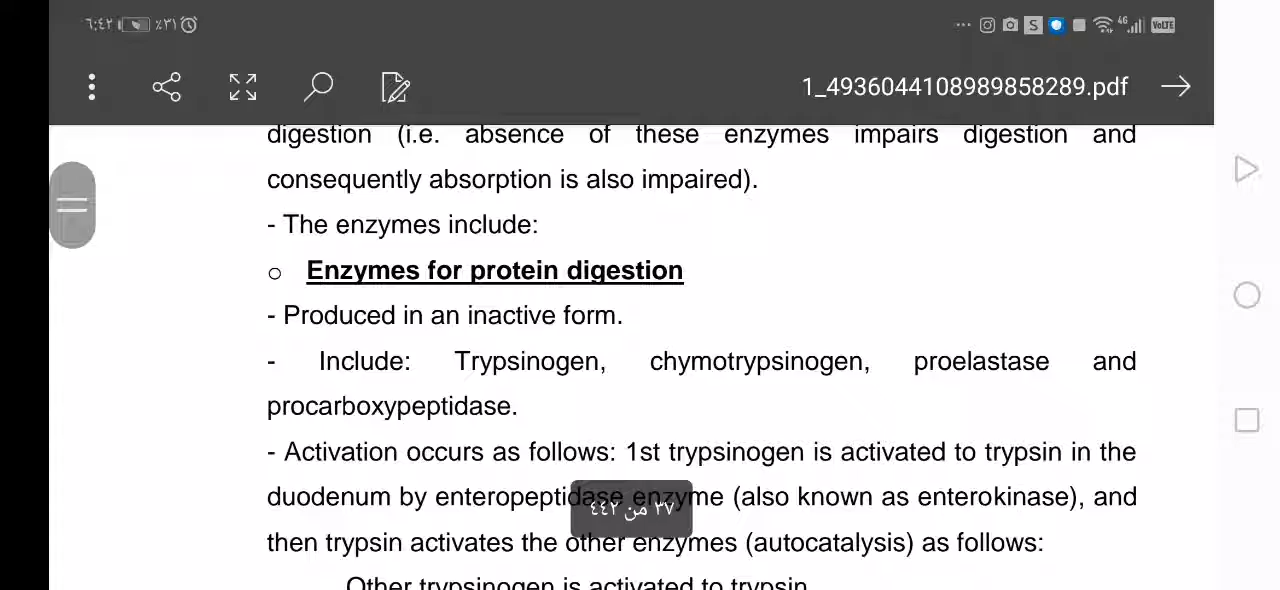 ٦:٤٢ ٪٣١ 4G VoLTE
1_4936044108989858289.pdf
digestion (i.e. absence of these enzymes impairs digestion and
consequently absorption is also impaired).
- The enzymes include:
o Enzymes for protein digestion
- Produced in an inactive form.
- Include: Trypsinogen, chymotrypsinogen, proelastase and
procarboxypeptidase.
- Activation occurs as follows: 1st trypsinogen is activated to trypsin in the
duodenum by enteropeptidase enzyme (also known as enterokinase), and
٣٧ من ٤٤٢
then trypsin activates the other enzymes (autocatalysis) as follows:
Other trypsinogen is activated to trypsin